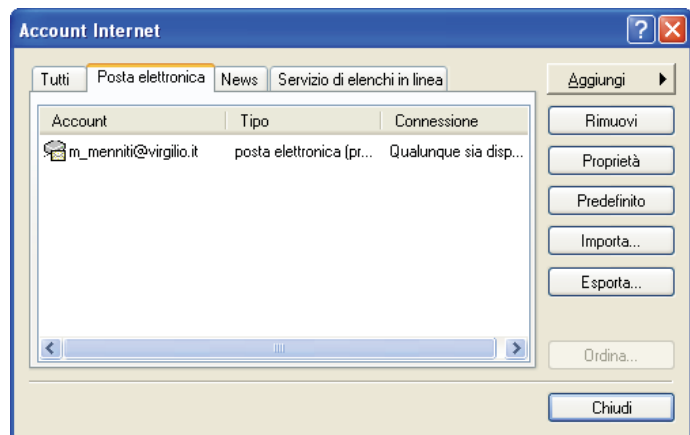 Account Internet
Tutti Posta elettronica News Servizio di elenchi in linea
Aggiungi
Account Tipo Connessione
Rimuovi
m_menniti@virgilio.it posta elettronica (pr... Qualunque sia disp...
Proprietà
Predefinito
Importa...
Esporta...
Ordina...
Chiudi